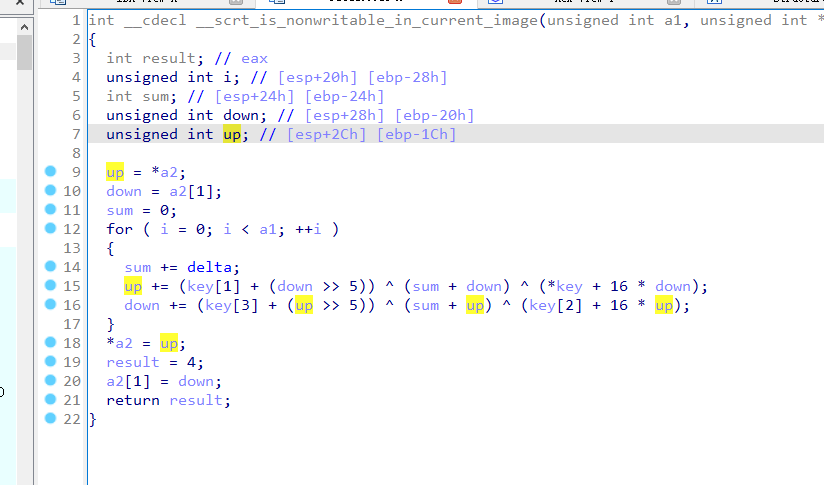 1 int __cdecl __scrt_is_nonwritable_in_current_image(unsigned int a1, unsigned int *
2 {
3   int result; // eax
4   unsigned int i; // [esp+20h] [ebp-28h]
5   int sum; // [esp+24h] [ebp-24h]
6   unsigned int down; // [esp+28h] [ebp-20h]
7   unsigned int up; // [esp+2Ch] [ebp-1Ch]
8
9   up = *a2;
10   down = a2[1];
11   sum = 0;
12   for ( i = 0; i < a1; ++i )
13   {
14     sum += delta;
15     up += (key[1] + (down >> 5)) ^ (sum + down) ^ (*key + 16 * down);
16     down += (key[3] + (up >> 5)) ^ (sum + up) ^ (key[2] + 16 * up);
17   }
18   *a2 = up;
19   result = 4;
20   a2[1] = down;
21   return result;
22 }